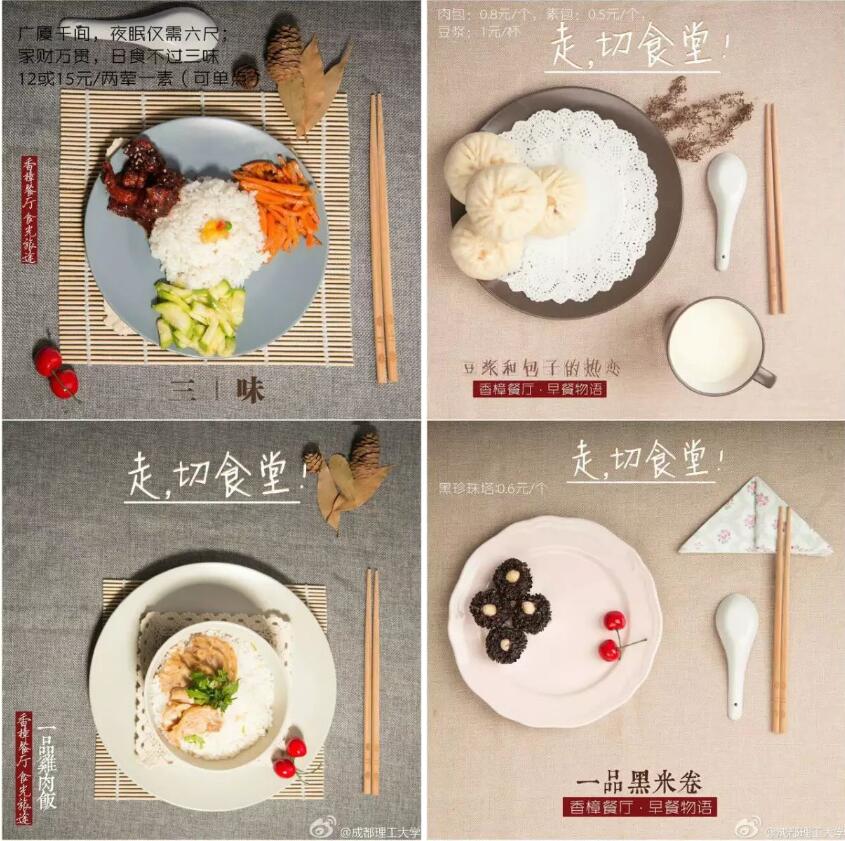 广厦千间，夜眠仅需六尺；
家财万贯，日食不过三味
12或15元/两荤一素（可单点）
香樟餐厅 食光旅途
三味
肉包：0.8元/个，素包：0.5元/个，
豆浆：1元/杯
走，切食堂！
豆浆和包子的热恋
香樟餐厅·早餐物语
走，切食堂！
一品雞肉飯
香樟餐厅 食光旅途
@成都理工大学
走，切食堂！
黑珍珠塔:0.6元/个
一品黑米卷
香樟餐厅·早餐物语
@成都理工大学